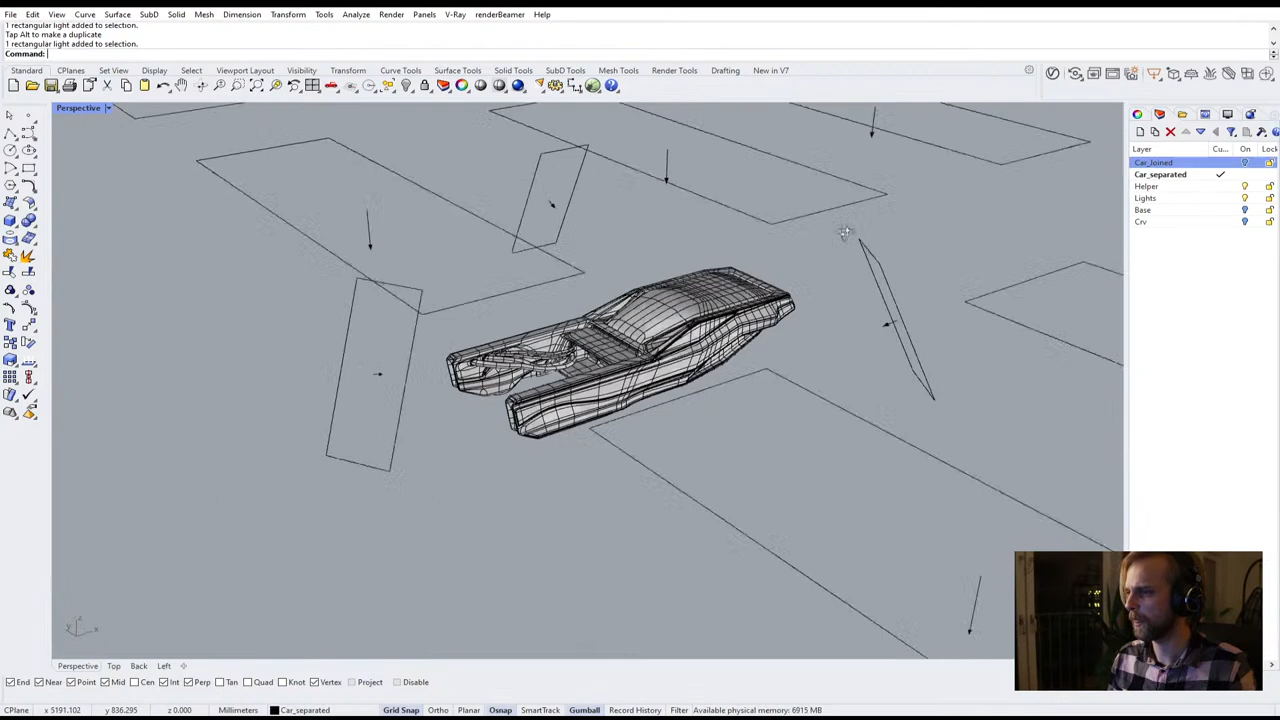 File Edit View Curve Surface SubD Solid Mesh Dimension Transform Tools Analyze Render Panels V-Ray renderBeamer Help
1 rectangular light added to selection.
Tap Alt to make a duplicate
1 rectangular light added to selection.
Command:
Standard CPlanes Set View Display Select Viewport Layout Visibility Transform Curve Tools Surface Tools Solid Tools SubD Tools Mesh Tools Render Tools Drafting New in V7
Perspective
Layer Cu... On Lock
Car_Joined
Car_separated
Helper
Lights
Base
Crv
z
y
x
Perspective Top Back Left
End Near Point Mid Cen Int Perp Tan Quad Knot Vertex Project Disable
CPlane x 5191.102 y 836.295 z 0.000 Millimeters Car_separated Grid Snap Ortho Planar Osnap SmartTrack Gumball Record History Filter Available physical memory: 6915 MB